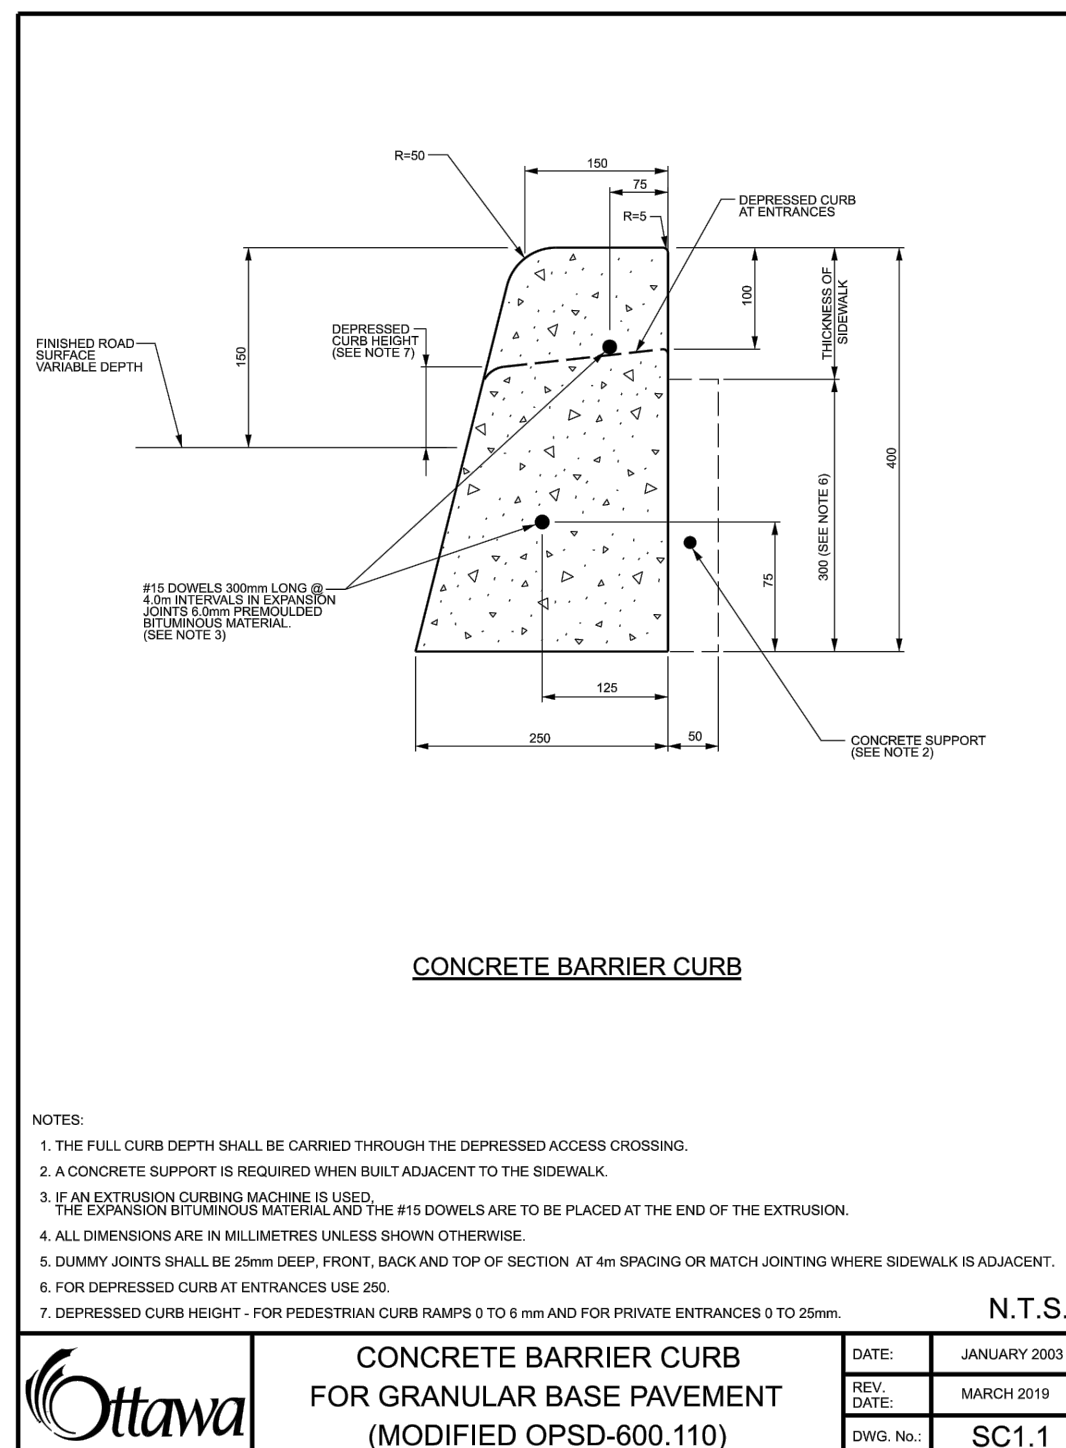 R=50
150
75
R=5
DEPRESSED CURB
AT ENTRANCES
100
THICKNESS OF
SIDEWALK
FINISHED ROAD
SURFACE
VARIABLE DEPTH
150
DEPRESSED
CURB HEIGHT
(SEE NOTE 7)
400
300 (SEE NOTE 6)
75
#15 DOWELS 300mm LONG @
4.0m INTERVALS IN EXPANSION
JOINTS 6.0mm PREMOULDED
BITUMINOUS MATERIAL.
(SEE NOTE 3)
125
250
50
CONCRETE SUPPORT
(SEE NOTE 2)
CONCRETE BARRIER CURB
NOTES:
1. THE FULL CURB DEPTH SHALL BE CARRIED THROUGH THE DEPRESSED ACCESS CROSSING.
2. A CONCRETE SUPPORT IS REQUIRED WHEN BUILT ADJACENT TO THE SIDEWALK.
3. IF AN EXTRUSION CURBING MACHINE IS USED,
THE EXPANSION BITUMINOUS MATERIAL AND THE #15 DOWELS ARE TO BE PLACED AT THE END OF THE EXTRUSION.
4. ALL DIMENSIONS ARE IN MILLIMETRES UNLESS SHOWN OTHERWISE.
5. DUMMY JOINTS SHALL BE 25mm DEEP, FRONT, BACK AND TOP OF SECTION AT 4m SPACING OR MATCH JOINTING WHERE SIDEWALK IS ADJACENT.
6. FOR DEPRESSED CURB AT ENTRANCES USE 250.
7. DEPRESSED CURB HEIGHT - FOR PEDESTRIAN CURB RAMPS 0 TO 6 mm AND FOR PRIVATE ENTRANCES 0 TO 25mm.
N.T.S.
Ottawa
CONCRETE BARRIER CURB
FOR GRANULAR BASE PAVEMENT
(MODIFIED OPSD-600.110)
DATE: JANUARY 2003
REV.
DATE: MARCH 2019
DWG. No.: SC1.1